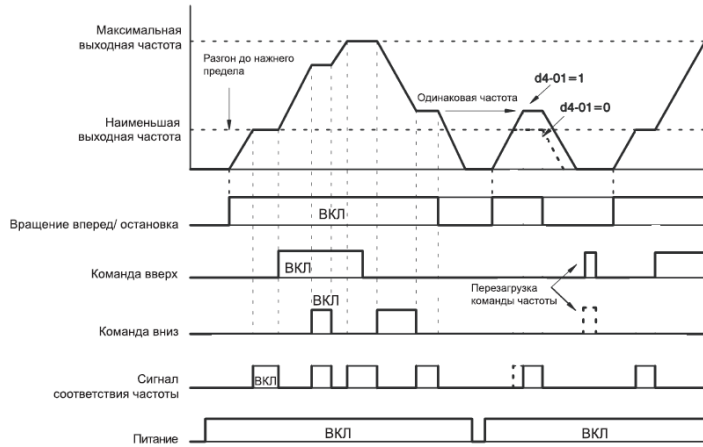 Максимальная
выходная частота
Разгон до нажнего
предела
Одинаковая частота
d4-01=1
d4-01=0
Наименьшая
выходная частота
Вращение вперед/ остановка
ВКЛ
Команда вверх
ВКЛ
Перезагрузка
команды частоты
Команда вниз
ВКЛ
Сигнал
соответствия частоты
ВКЛ
Питание
ВКЛ
ВКЛ